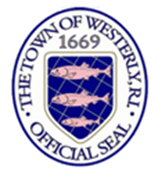 · THE TOWN OF WESTERLY, R.I. ·
1669
OFFICIAL SEAL